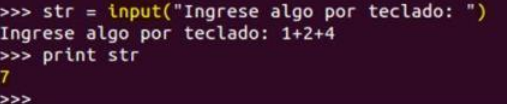 >>> str = input("Ingrese algo por teclado: ")
Ingrese algo por teclado: 1+2+4
>>> print str
7
>>>